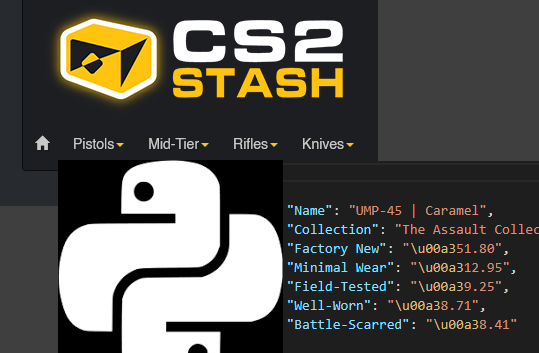 CS2
STASH
Pistols Mid-Tier Rifles Knives
"Name": "UMP-45 | Caramel",
"Collection": "The Assault Collec
"Factory New": "\u00a351.80",
"Minimal Wear": "\u00a312.95",
"Field-Tested": "\u00a39.25",
"Well-Worn": "\u00a38.71",
"Battle-Scarred": "\u00a38.41"